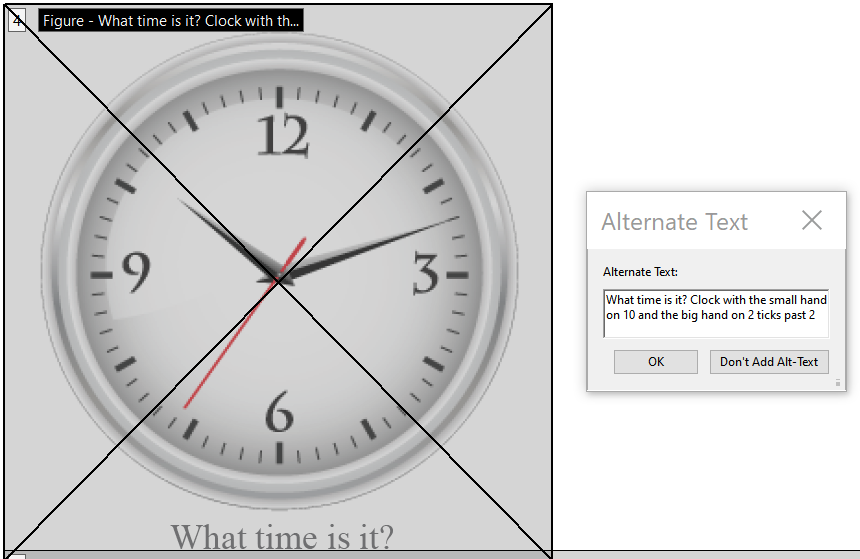 4
Figure - What time is it? Clock with th...
12
9
3
6
What time is it?
Alternate Text
Alternate Text:
What time is it? Clock with the small hand
on 10 and the big hand on 2 ticks past 2
OK
Don't Add Alt-Text